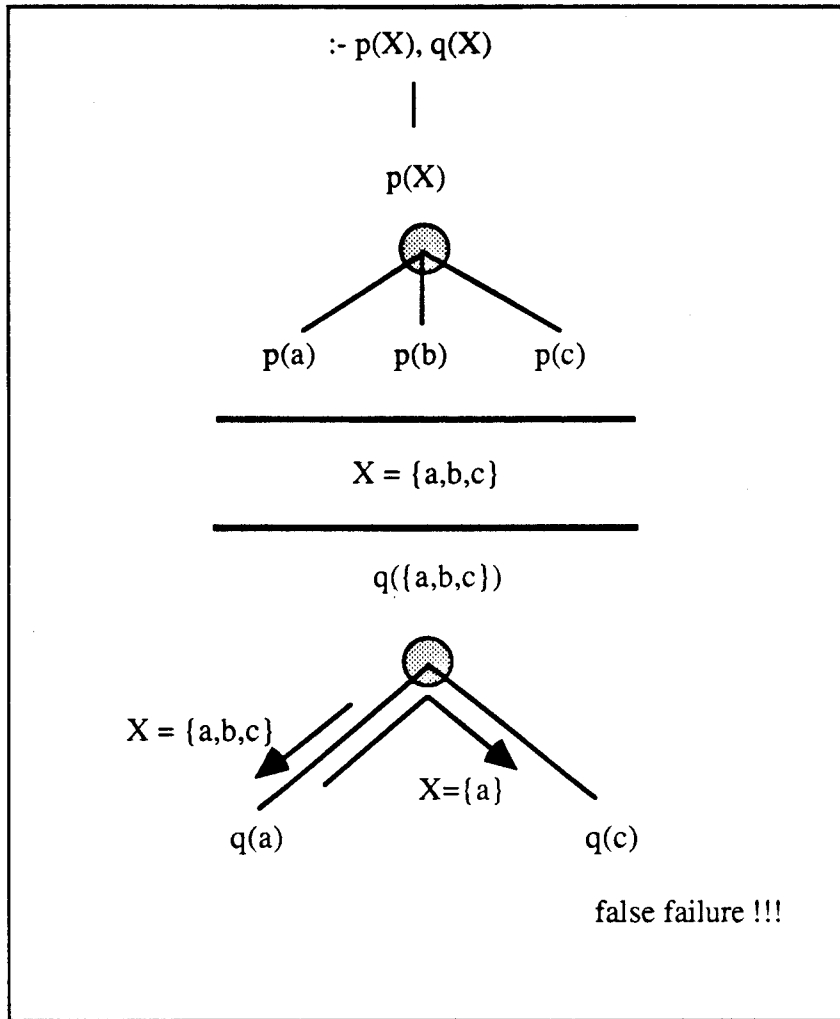 :- p(X), q(X)
p(X)
p(a) p(b) p(c)
X = {a,b,c}
q({a,b,c})
X = {a,b,c}
X={a}
q(a) q(c)
false failure !!!